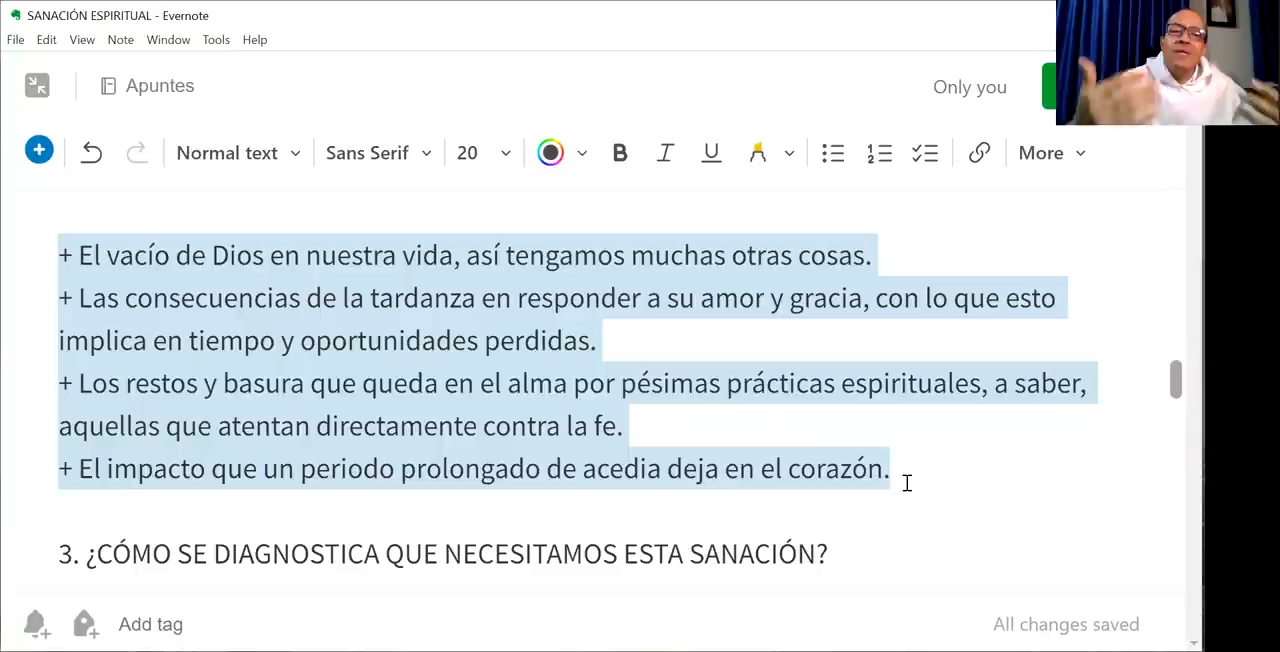 SANACIÓN ESPIRITUAL - Evernote
File Edit View Note Window Tools Help
Apuntes
Only you
Normal text
Sans Serif
20
B I U
More
+ El vacío de Dios en nuestra vida, así tengamos muchas otras cosas.
+ Las consecuencias de la tardanza en responder a su amor y gracia, con lo que esto
implica en tiempo y oportunidades perdidas.
+ Los restos y basura que queda en el alma por pésimas prácticas espirituales, a saber,
aquellas que atentan directamente contra la fe.
+ El impacto que un periodo prolongado de acedia deja en el corazón.
3. ¿CÓMO SE DIAGNOSTICA QUE NECESITAMOS ESTA SANACIÓN?
Add tag
All changes saved